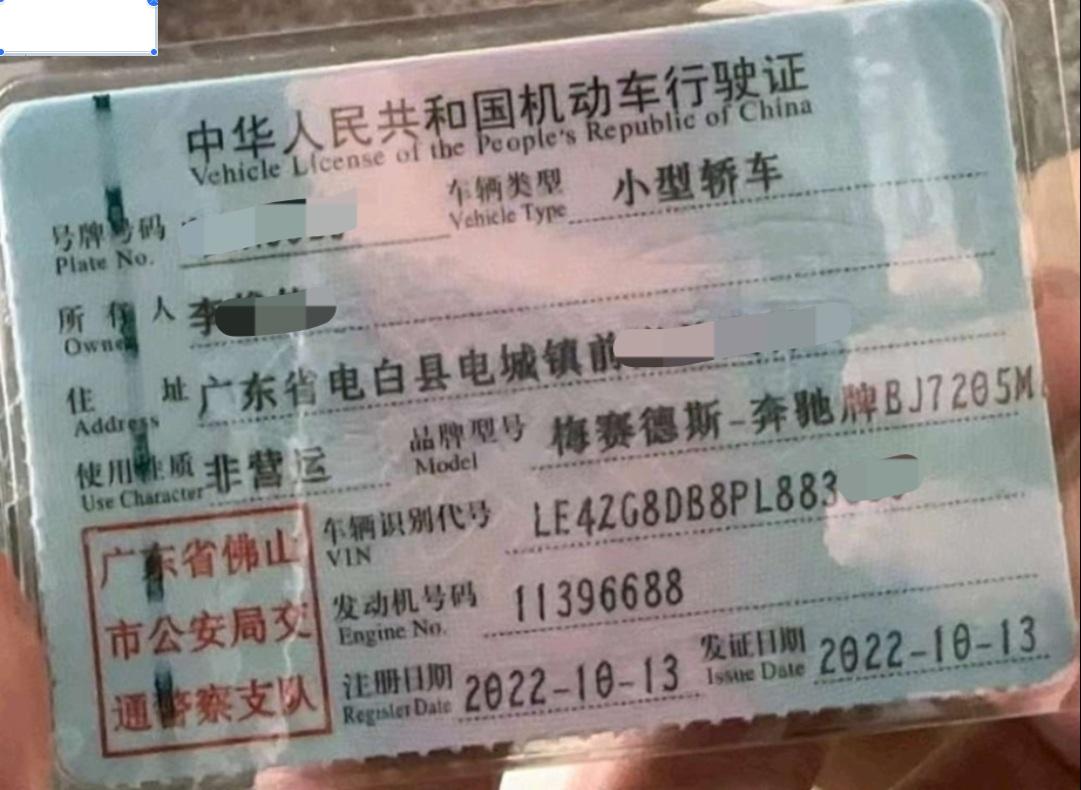 中华人民共和国机动车行驶证
Vehicle License of the People's Republic of China
号牌号码
Plate No.
车辆类型 小型轿车
Vehicle Type
所有人 李
Owner
住址 广东省电白县电城镇前
Address
使用性质 非营运
Use Character
品牌型号 梅赛德斯-奔驰牌BJ7205M
Model
车辆识别代号 LE4ZG8DB8PL883
VIN
发动机号码 11396688
Engine No.
注册日期 2022-10-13
Register Date
发证日期 2022-10-13
Issue Date
广东省佛山
市公安局交
通警察支队